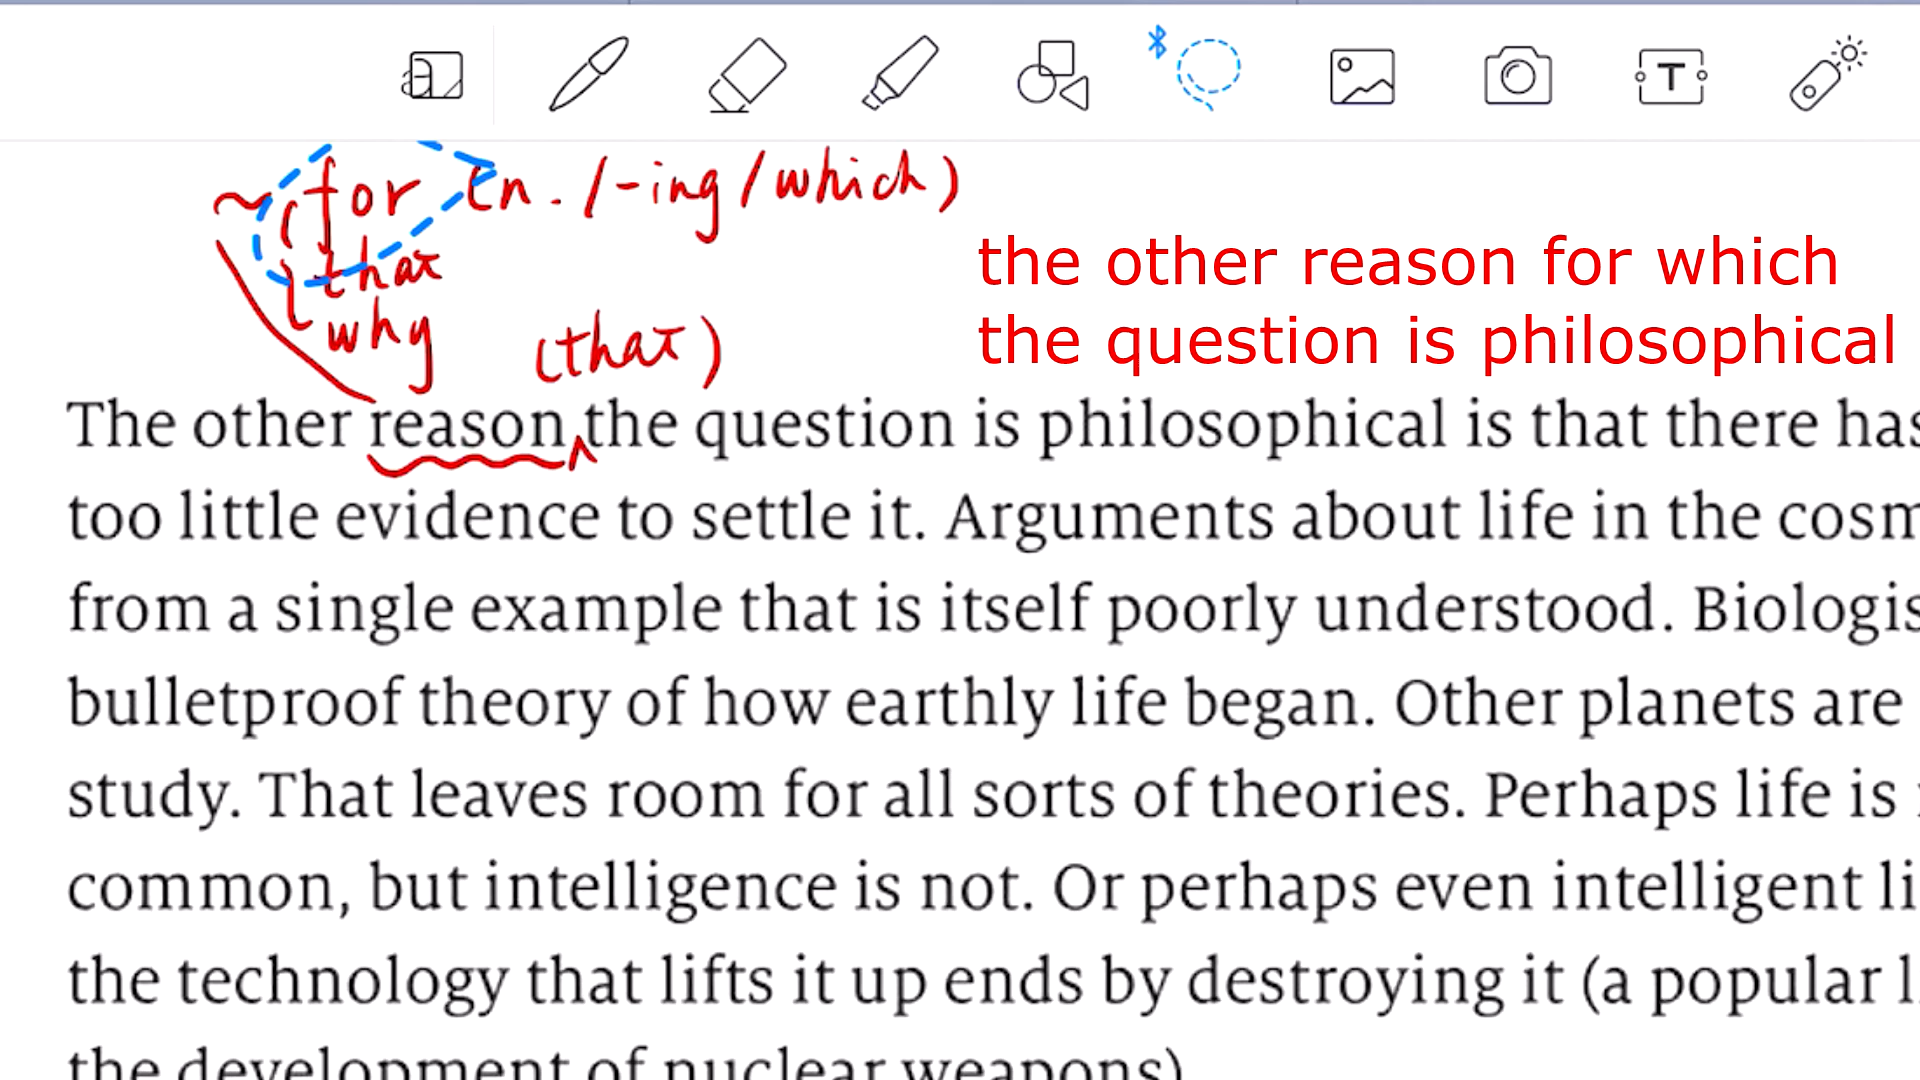 ~ for (n. / -ing / which)
that
why
(that)
the other reason for which
the question is philosophical
The other reason the question is philosophical is that there has
too little evidence to settle it. Arguments about life in the cosm
from a single example that is itself poorly understood. Biologis
bulletproof theory of how earthly life began. Other planets are
study. That leaves room for all sorts of theories. Perhaps life is
common, but intelligence is not. Or perhaps even intelligent li
the technology that lifts it up ends by destroying it (a popular l
the development of nuclear weapons)